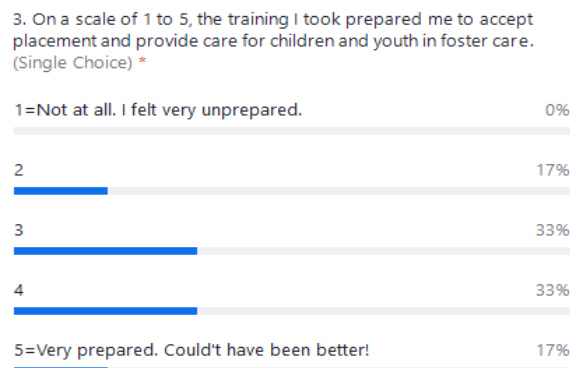 3. On a scale of 1 to 5, the training I took prepared me to accept
placement and provide care for children and youth in foster care.
(Single Choice) *
1=Not at all. I felt very unprepared. 0%
2 17%
3 33%
4 33%
5=Very prepared. Could't have been better! 17%